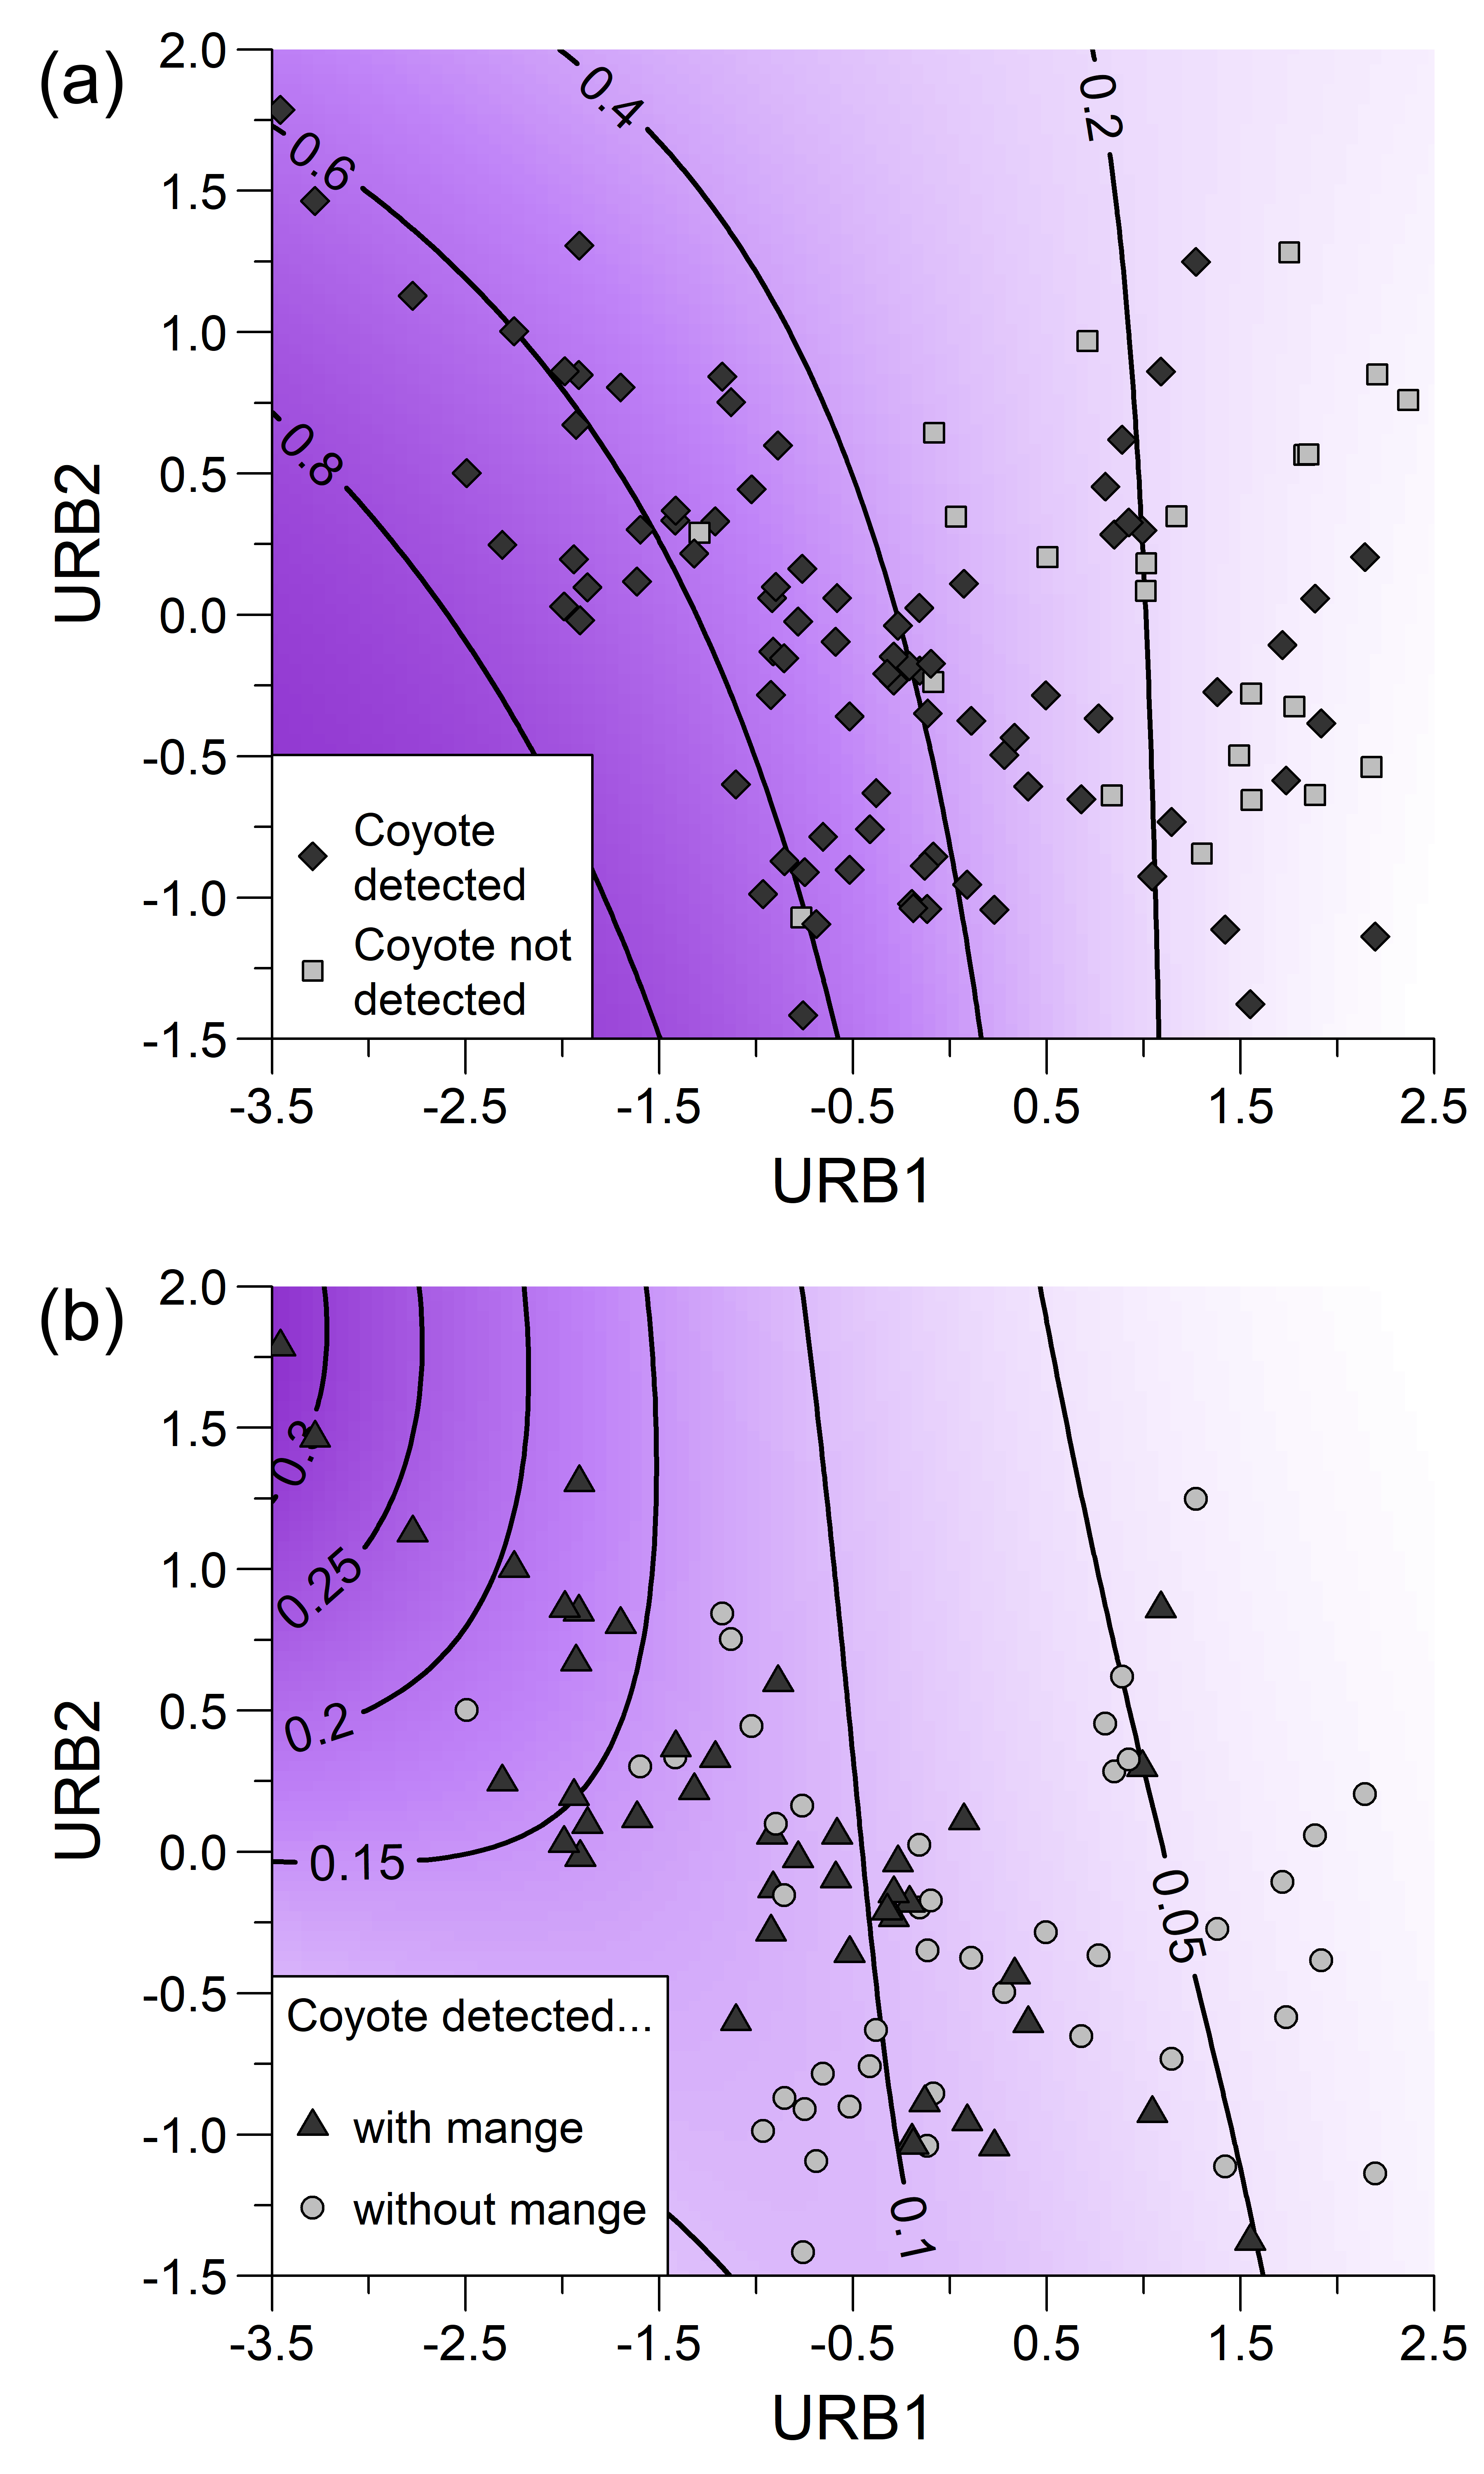 (a)
2.0
1.5
1.0
0.5
0.0
-0.5
-1.0
-1.5
URB2
0.6
0.4
0.2
0.8
Coyote
detected
Coyote not
detected
-3.5 -2.5 -1.5 -0.5 0.5 1.5 2.5
URB1
(b)
2.0
1.5
1.0
0.5
0.0
-0.5
-1.0
-1.5
URB2
0.3
0.25
0.2
0.15
0.05
0.1
Coyote detected...
with mange
without mange
-3.5 -2.5 -1.5 -0.5 0.5 1.5 2.5
URB1